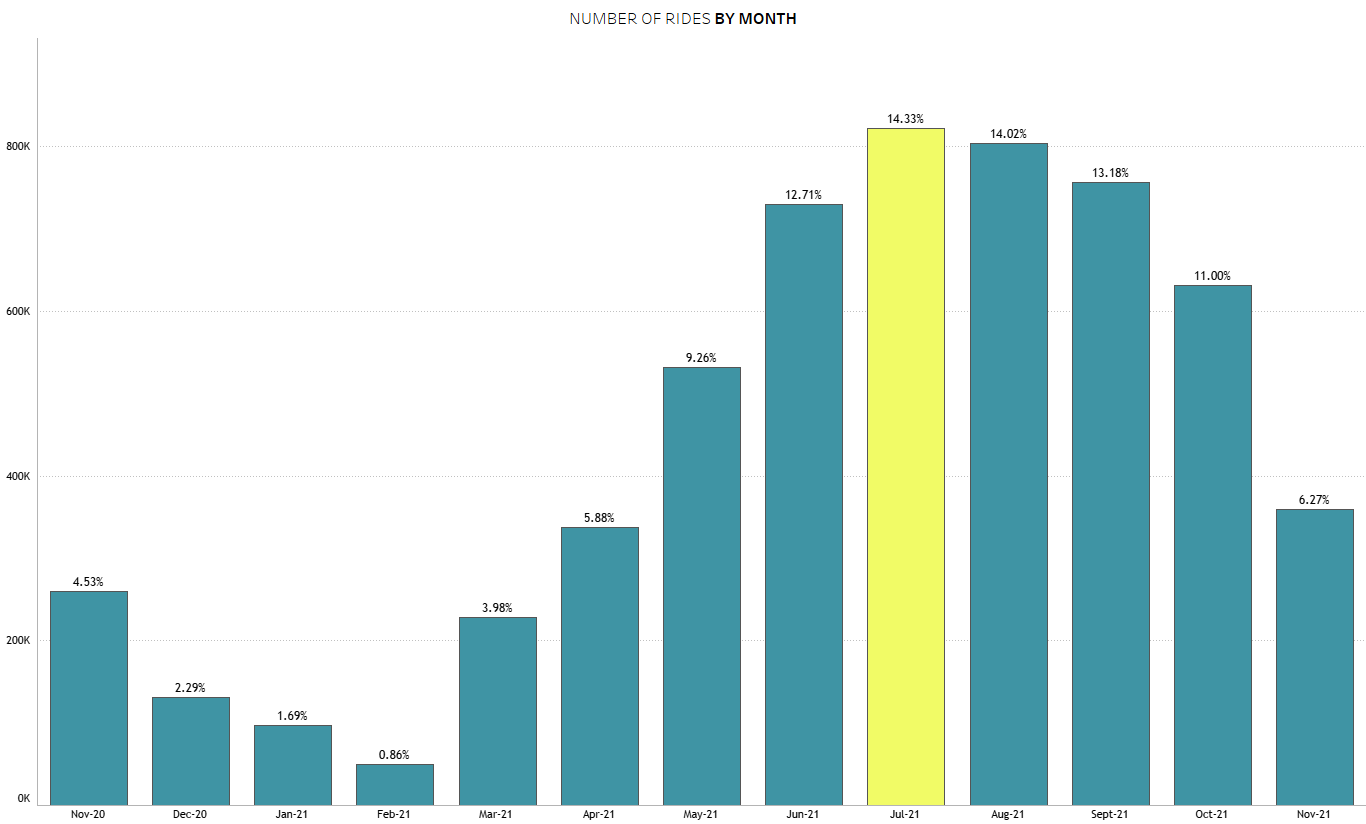 NUMBER OF RIDES BY MONTH
14.33%
14.02%
800K
13.18%
12.71%
11.00%
600K
9.26%
400K
6.27%
5.88%
4.53%
3.98%
200K
2.29%
1.69%
0.86%
0K
Nov-20 Dec-20 Jan-21 Feb-21 Mar-21 Apr-21 May-21 Jun-21 Jul-21 Aug-21 Sept-21 Oct-21 Nov-21